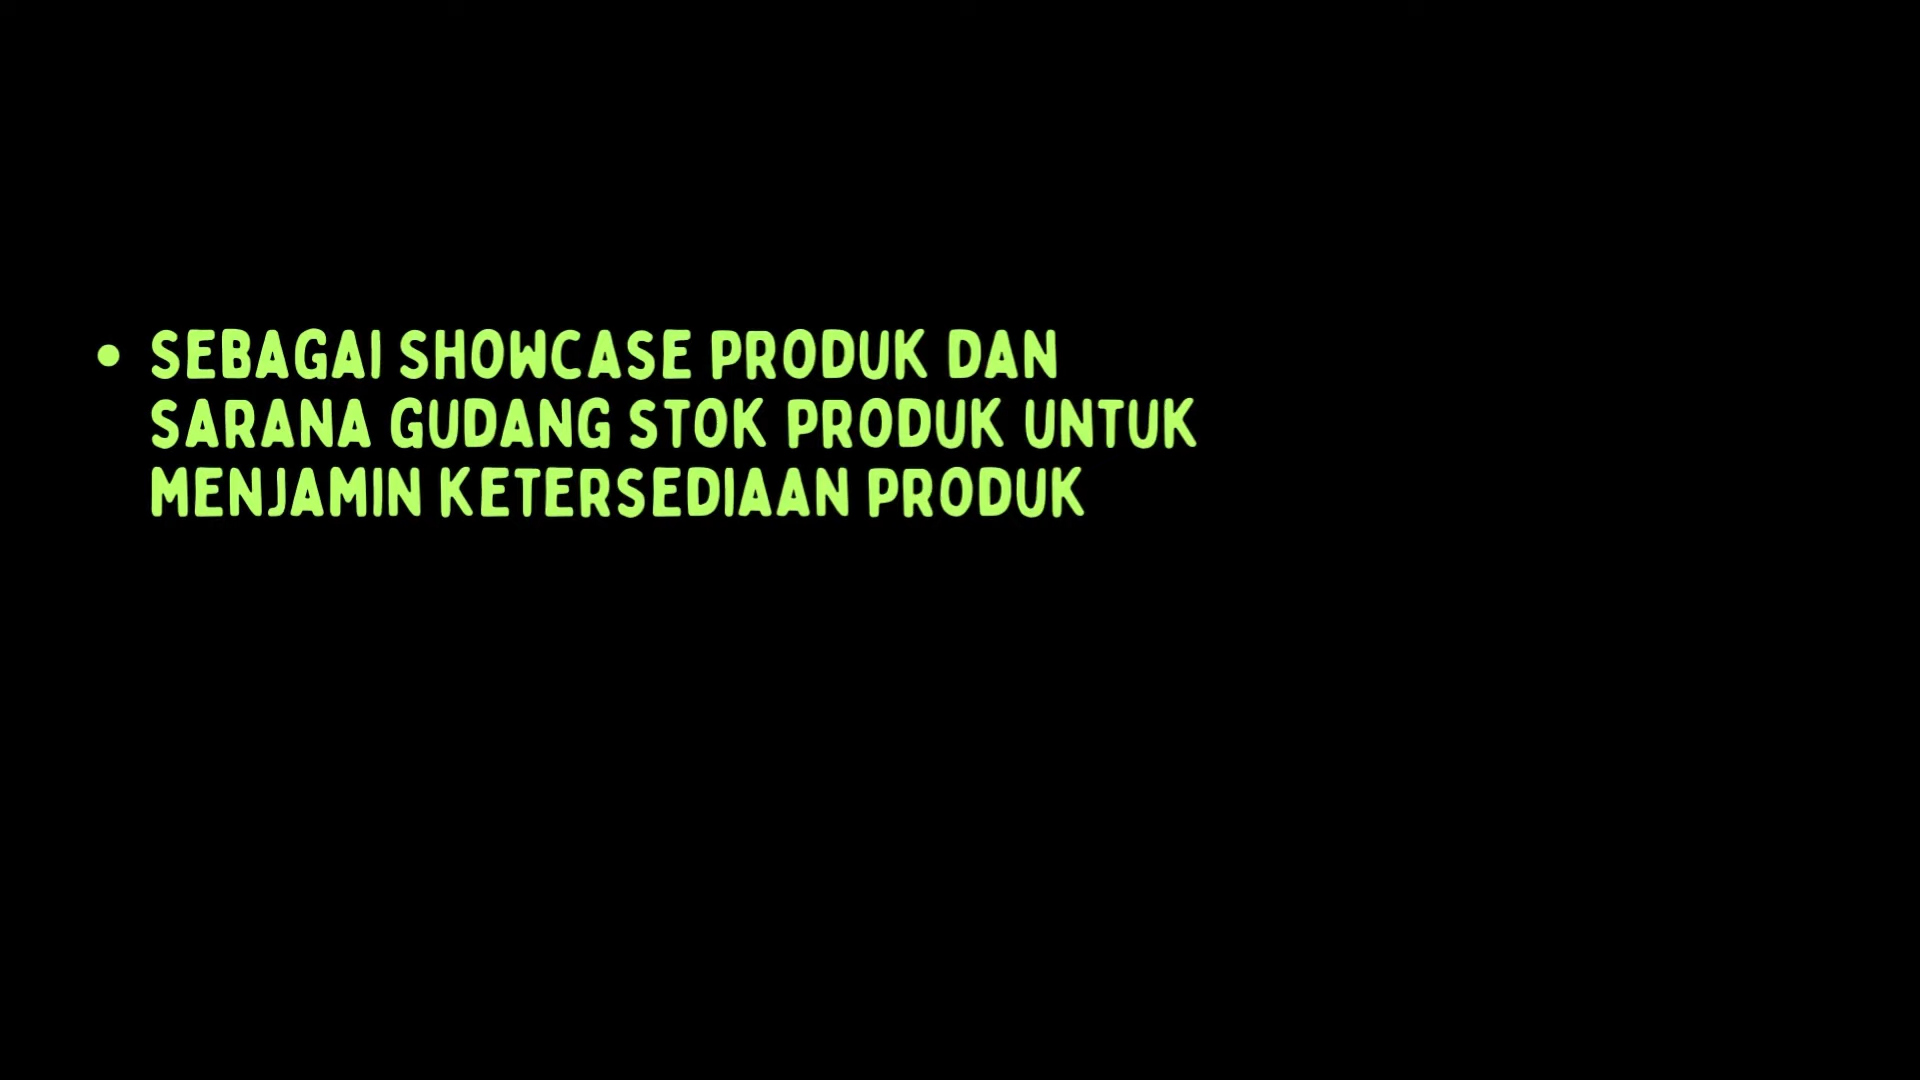 • SEBAGAI SHOWCASE PRODUK DAN
SARANA GUDANG STOK PRODUK UNTUK
MENJAMIN KETERSEDIAAN PRODUK